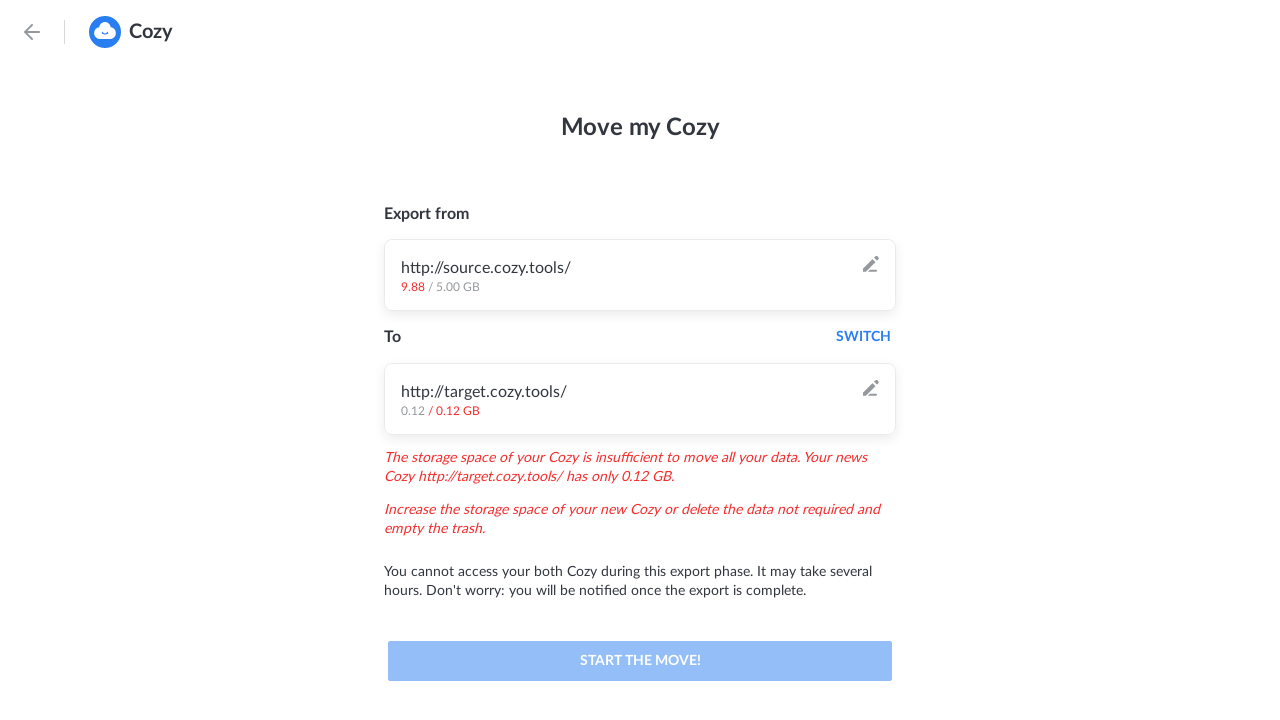 Cozy
Move my Cozy
Export from
http://source.cozy.tools/
9.88 / 5.00 GB
To
SWITCH
http://target.cozy.tools/
0.12 / 0.12 GB
The storage space of your Cozy is insufficient to move all your data. Your news
Cozy http://target.cozy.tools/ has only 0.12 GB.
Increase the storage space of your new Cozy or delete the data not required and
empty the trash.
You cannot access your both Cozy during this export phase. It may take several
hours. Don't worry: you will be notified once the export is complete.
START THE MOVE!